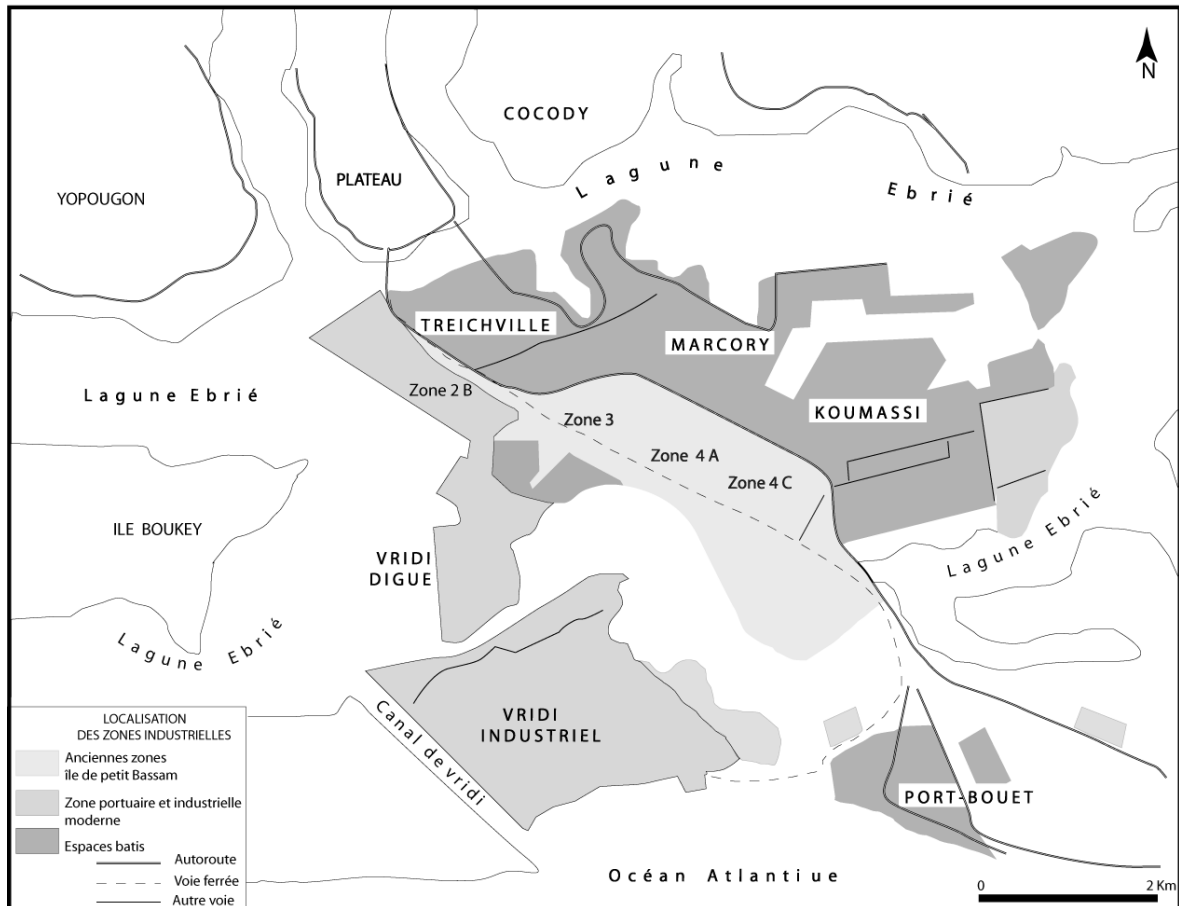 N
COCODY
Lagune Ebrié
YOPOUGON
PLATEAU
TREICHVILLE
MARCORY
Lagune Ebrié
Zone 2 B
Zone 3
KOUMASSI
Zone 4 A
Zone 4 C
ILE BOUKEY
VRIDI
DIGUE
Lagune Ebrié
Lagune Ebrié
VRIDI
INDUSTRIEL
Canal de vridi
PORT-BOUET
Océan Atlantiue
LOCALISATION
DES ZONES INDUSTRIELLES
Anciennes zones
île de petit Bassam
Zone portuaire et industrielle
moderne
Espaces batis
Autoroute
Voie ferrée
Autre voie
0 2 Km